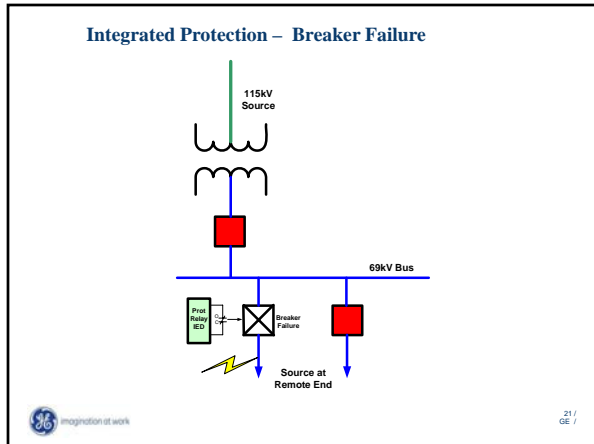 Integrated Protection – Breaker Failure
115kV
Source
69kV Bus
Prot
Relay
IED
Breaker
Failure
Source at
Remote End
imagination at work
21 /
GE /